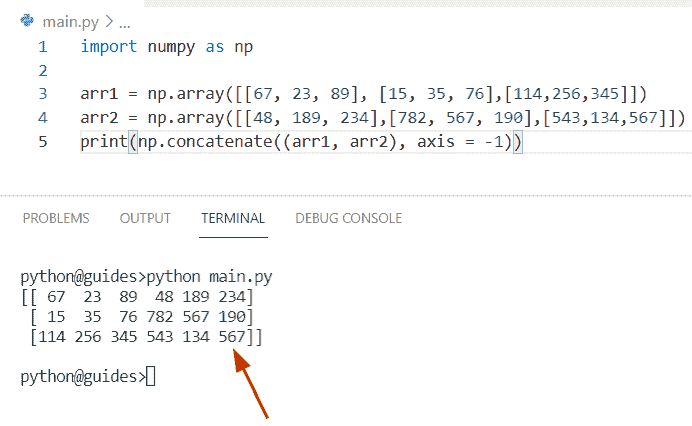 main.py > ...
1 import numpy as np
2
3 arr1 = np.array([[67, 23, 89], [15, 35, 76],[114,256,345]])
4 arr2 = np.array([[48, 189, 234],[782, 567, 190],[543,134,567]])
5 print(np.concatenate((arr1, arr2), axis = -1))
PROBLEMS OUTPUT TERMINAL DEBUG CONSOLE
python@guides>python main.py
[[ 67  23  89  48 189 234]
 [ 15  35  76 782 567 190]
 [114 256 345 543 134 567]]
python@guides>